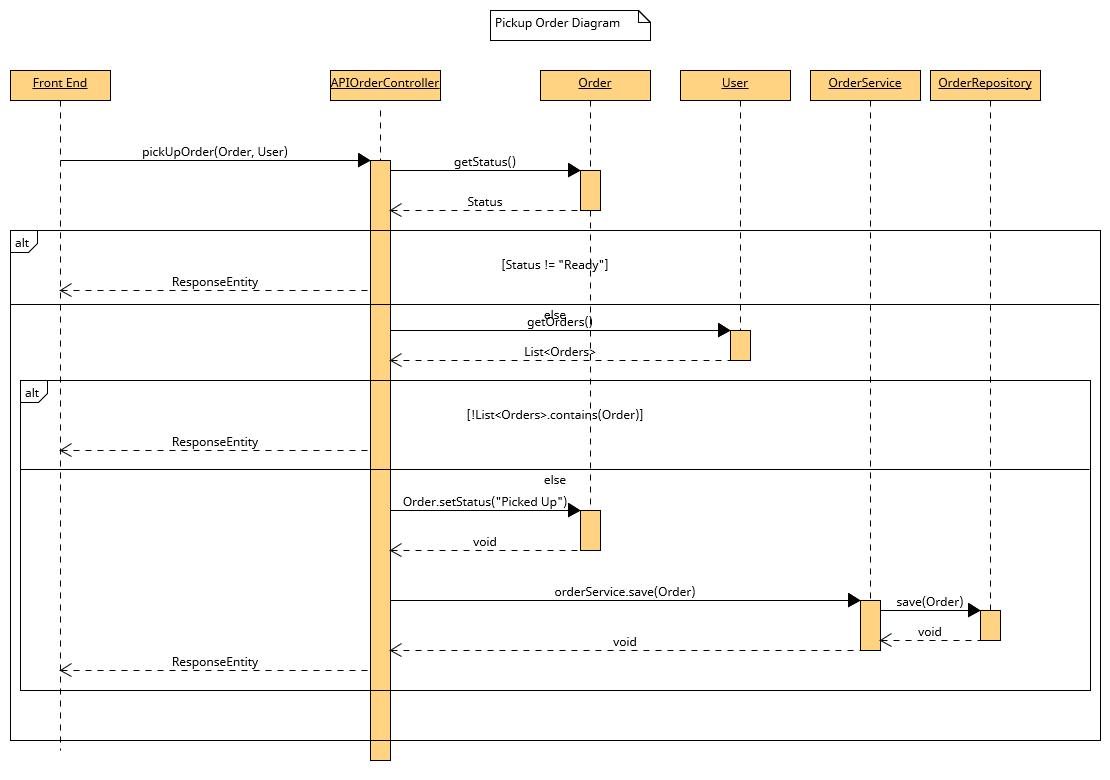 Pickup Order Diagram
Front End
APIOrderController
Order
User
OrderService
OrderRepository
pickUpOrder(Order, User)
getStatus()
Status
alt
[Status != "Ready"]
ResponseEntity
else
getOrders()
List<Orders>
alt
[!List<Orders>.contains(Order)]
ResponseEntity
else
Order.setStatus("Picked Up")
void
orderService.save(Order)
save(Order)
void
void
ResponseEntity